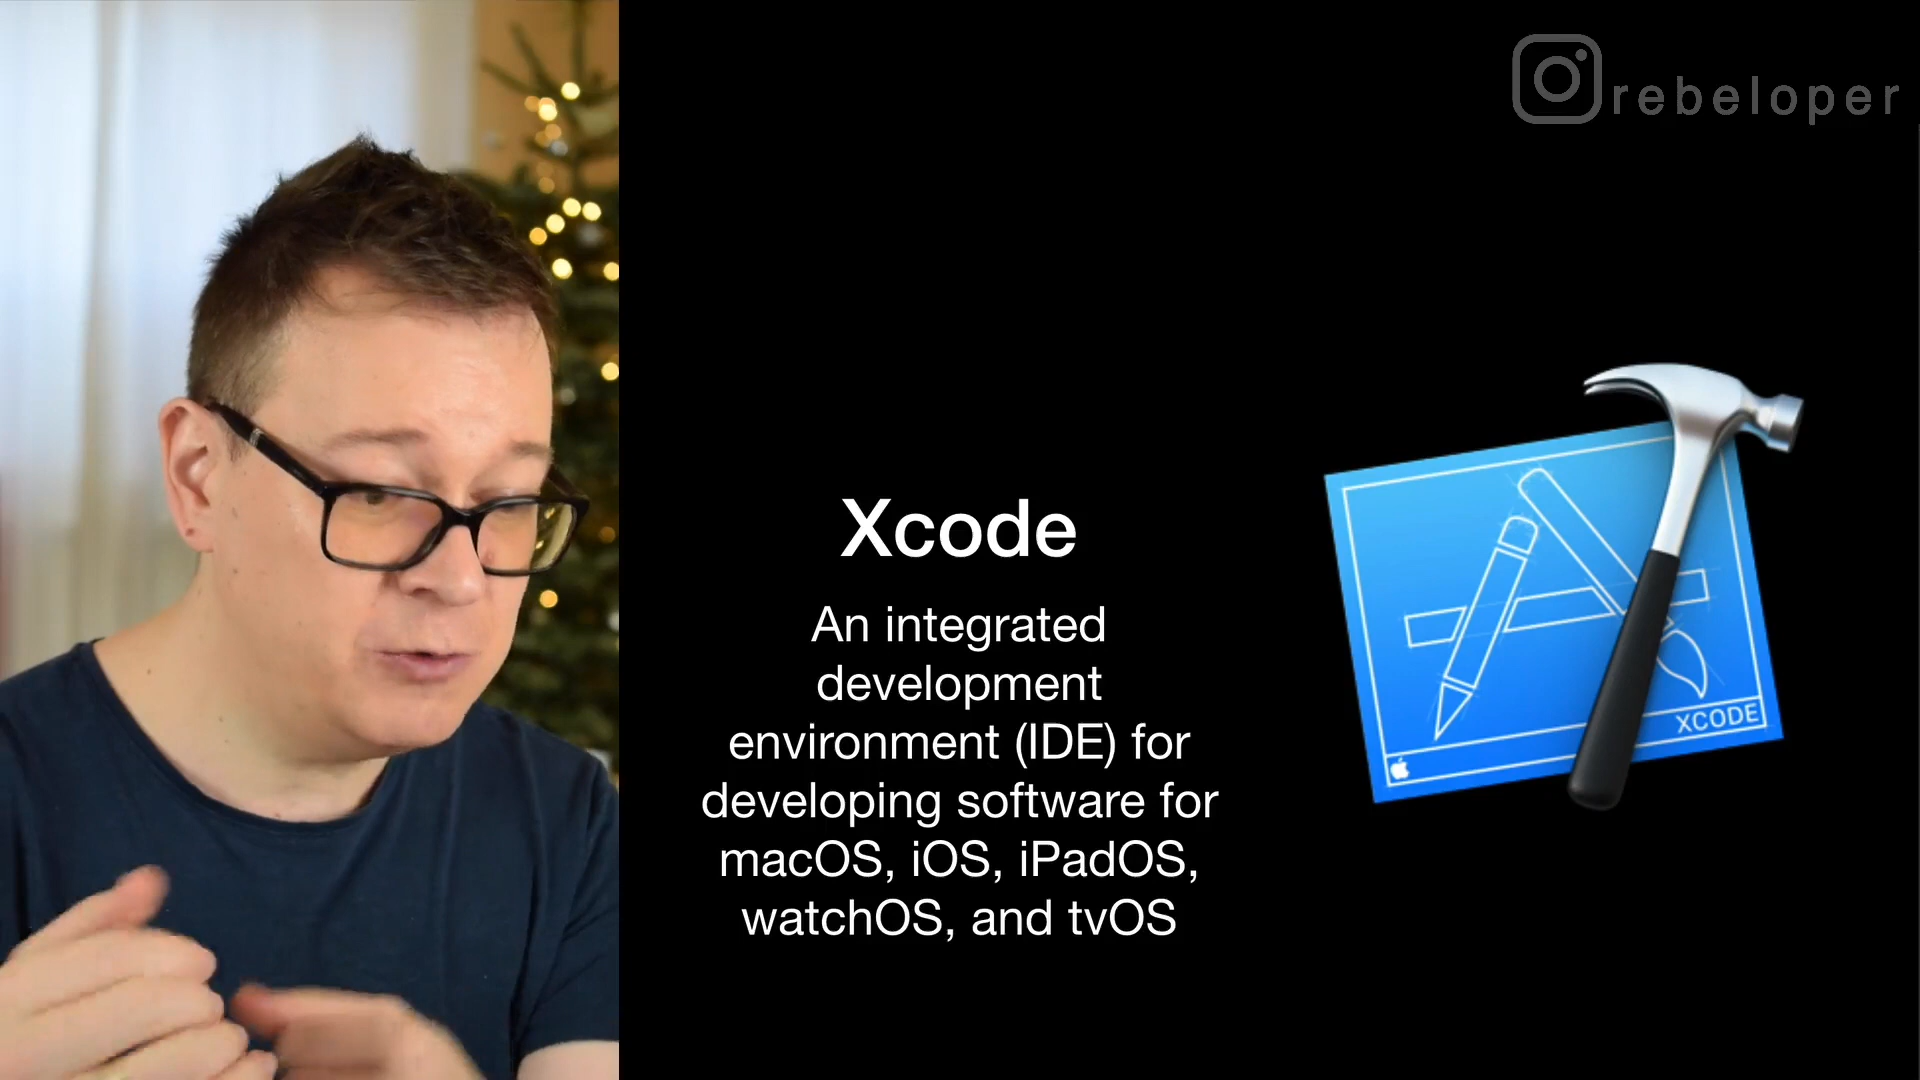 rebeloper
Xcode
An integrated
development
environment (IDE) for
developing software for
macOS, iOS, iPadOS,
watchOS, and tvOS
XCODE